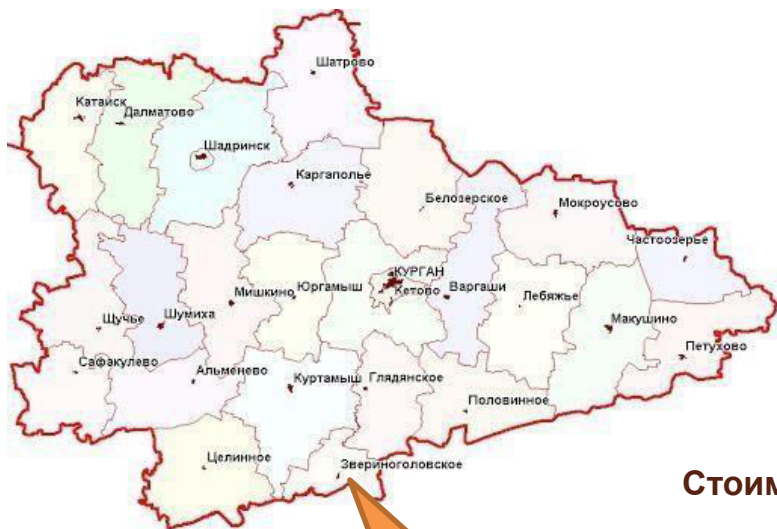 Шатрово
Катайск
Далматово
Шадринск
Каргаполье
Белозерское
Мокроусово
Частоозерье
КУРГАН
Кетово
Варгаши
Лебяжье
Юргамыш
Мишкино
Шумиха
Щучье
Макушино
Петухово
Сафакулево
Альменево
Куртамыш
Глядянское
Половинное
Целинное
Звериноголовское
Стоим